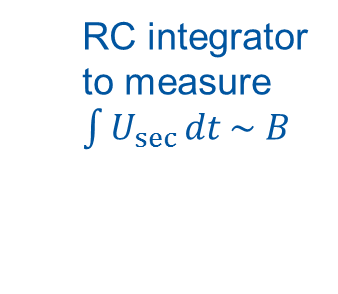 RC integrator
to measure
∫ U_sec dt ~ B